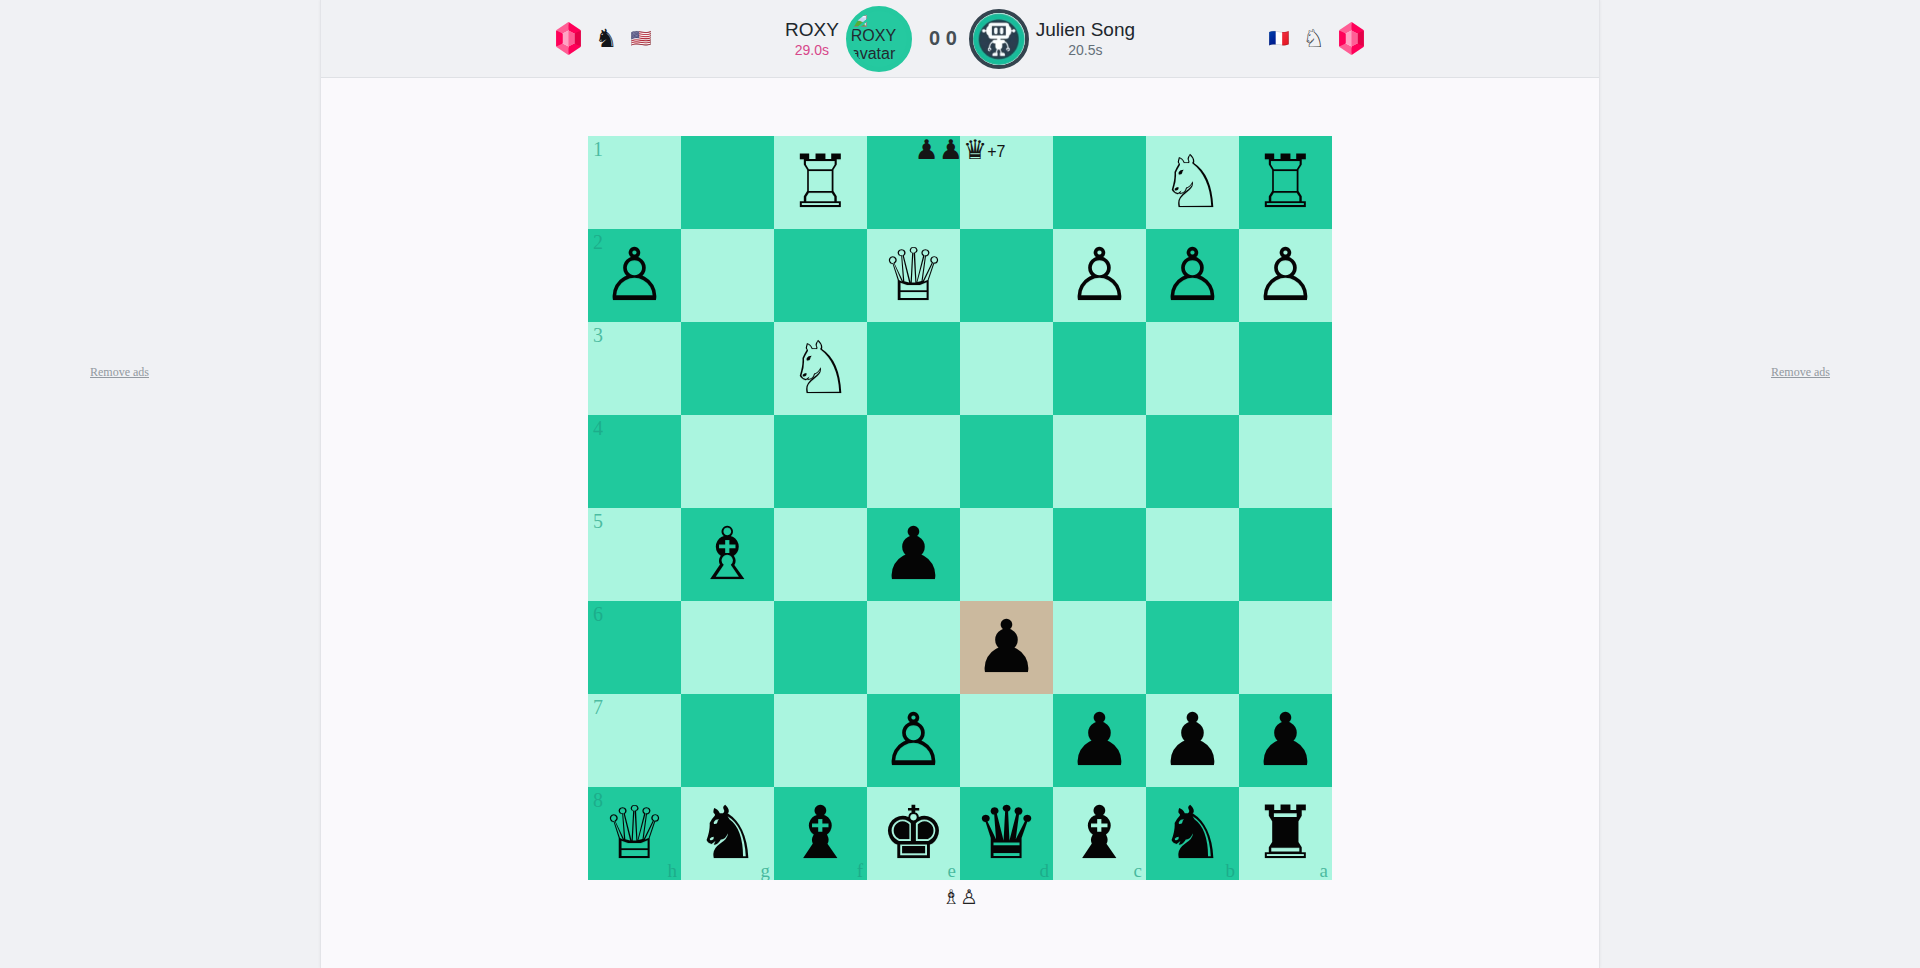 ROXY
29.0s
ROXY
avatar
0 0
Julien Song
20.5s
Remove ads
Remove ads
+7
1
2
3
4
5
6
7
8
h g f e d c b a